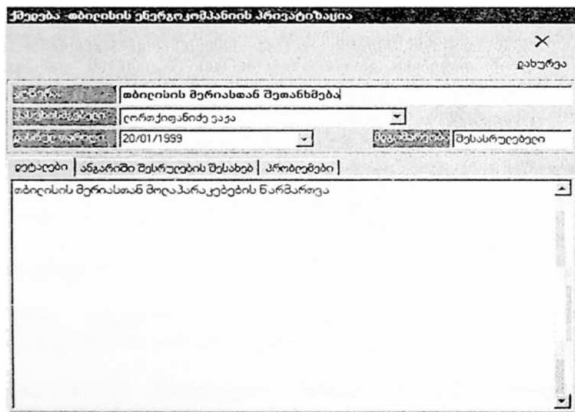 ქმედება -თბილისის ენერგოკომპანიის პრივატიზაცია
დახურვა
თბილისის მერიასთან შეთანხმება
ლორთქიფანიძე ვაჟა
20/01/1999
შესასრულებელი
დეტალები ანგარიში შესრულების შესახებ პრობლემები
თბილისის მერიასთან მოლაპარაკებების წარმართვა